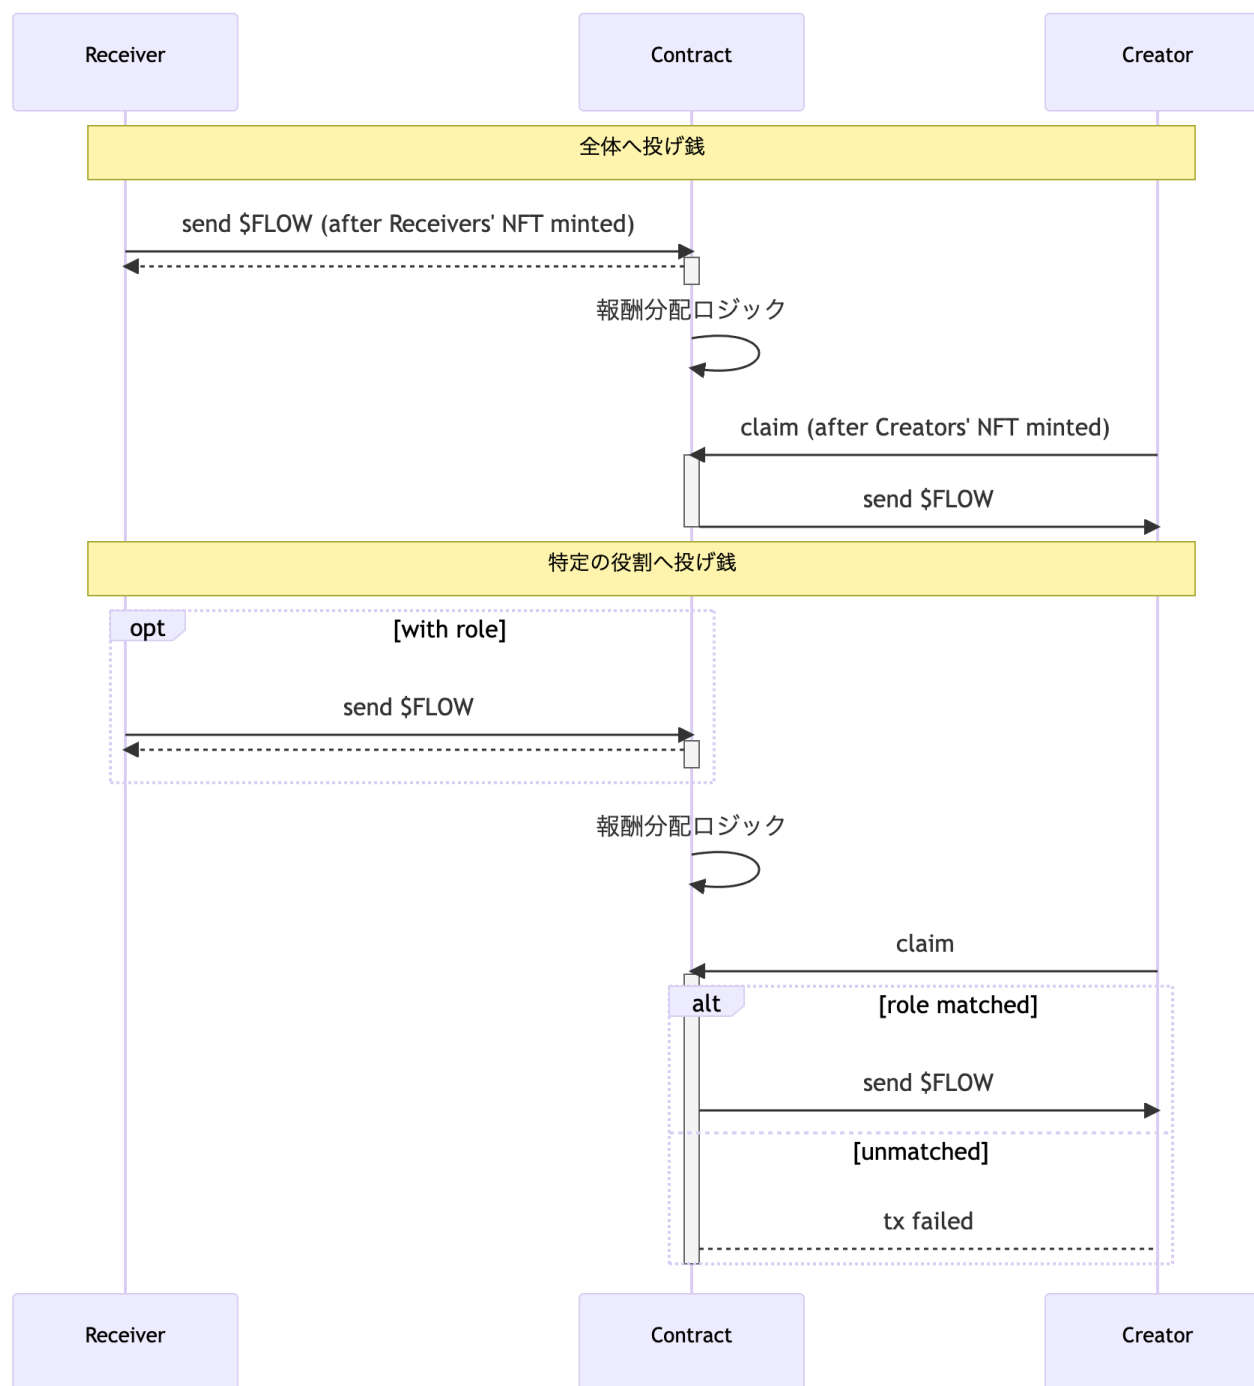 Receiver
Contract
Creator
全体へ投げ銭
send $FLOW (after Receivers' NFT minted)
報酬分配ロジック
claim (after Creators' NFT minted)
send $FLOW
特定の役割へ投げ銭
opt
[with role]
send $FLOW
報酬分配ロジック
claim
alt
[role matched]
send $FLOW
[unmatched]
tx failed
Receiver
Contract
Creator